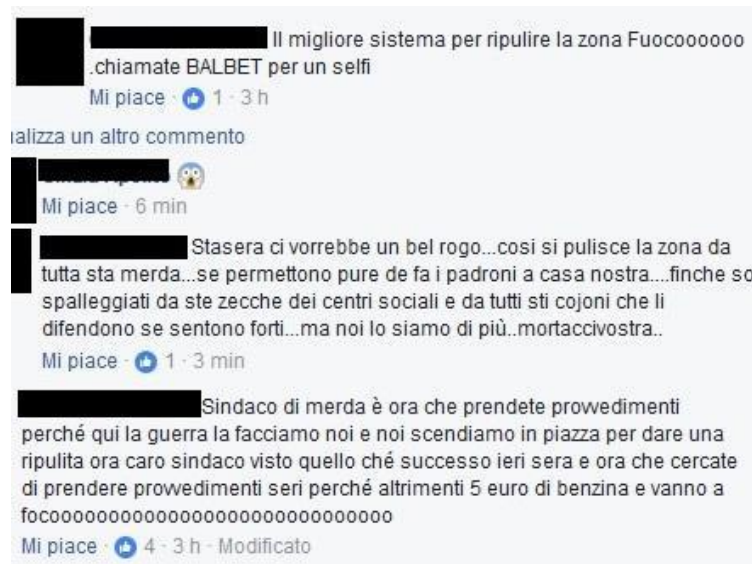 Il migliore sistema per ripulire la zona Fuocoooooo
.chiamate BALBET per un selfi
Mi piace · 1 · 3 h
ializza un altro commento
Mi piace · 6 min
Stasera ci vorrebbe un bel rogo...cosi si pulisce la zona da
tutta sta merda...se permettono pure de fa i padroni a casa nostra....finche so
spalleggiati da ste zecche dei centri sociali e da tutti sti cojoni che li
difendono se sentono forti...ma noi lo siamo di più..mortaccivostra..
Mi piace · 1 · 3 min
Sindaco di merda è ora che prendete provvedimenti
perché qui la guerra la facciamo noi e noi scendiamo in piazza per dare una
ripulita ora caro sindaco visto quello ché successo ieri sera e ora che cercate
di prendere provvedimenti seri perché altrimenti 5 euro di benzina e vanno a
focooooooooooooooooooooooooooooooo
Mi piace · 4 · 3 h · Modificato